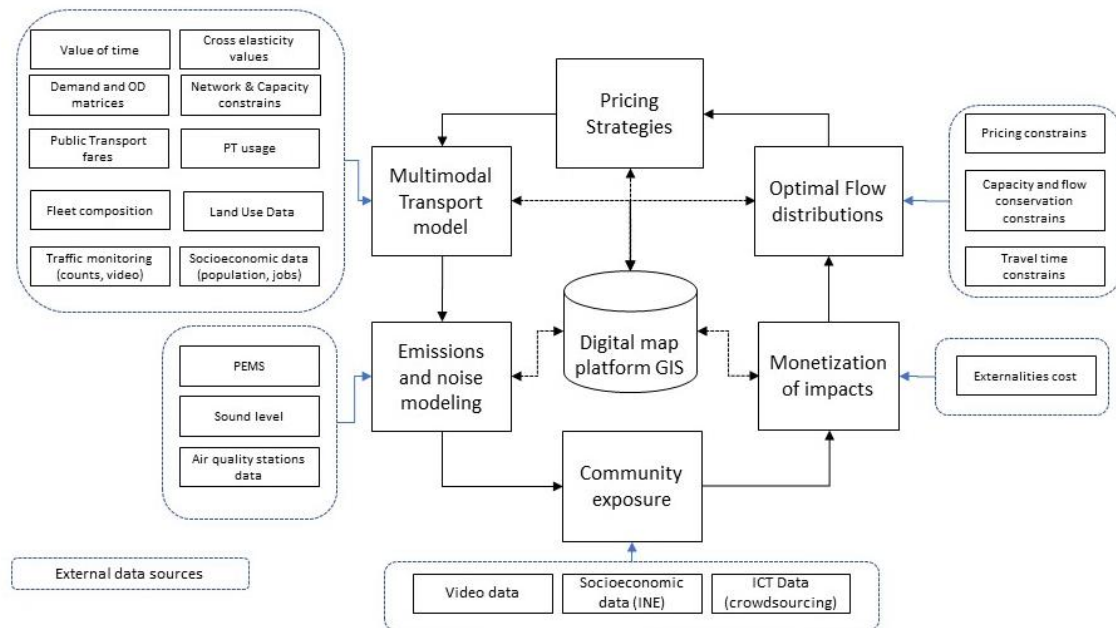 Value of time
Cross elasticity
values
Demand and OD
matrices
Network & Capacity
constrains
Public Transport
fares
PT usage
Fleet composition
Land Use Data
Traffic monitoring
(counts, video)
Socioeconomic data
(population, jobs)
Pricing
Strategies
Multimodal
Transport
model
Optimal Flow
distributions
Pricing constrains
Capacity and flow
conservation
constrains
Travel time
constrains
Digital map
platform GIS
Emissions
and noise
modeling
Monetization
of impacts
Externalities cost
PEMS
Sound level
Air quality stations
data
Community
exposure
External data sources
Video data
Socioeconomic
data (INE)
ICT Data
(crowdsourcing)